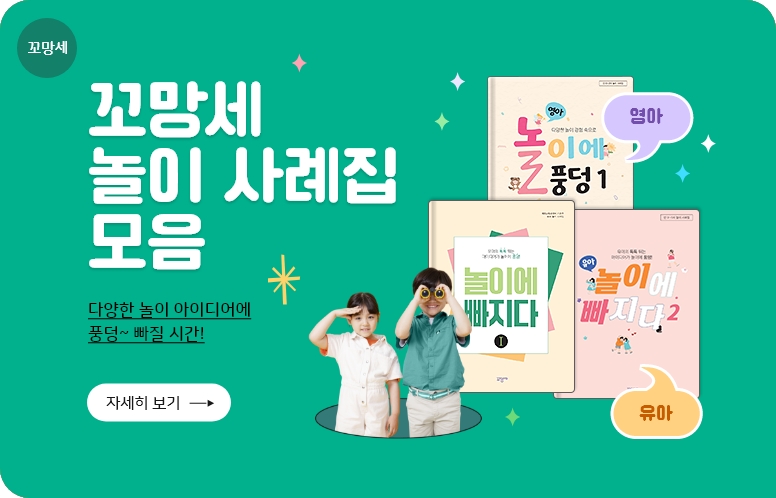 꼬망세
꼬망세
놀이 사례집
모음
다양한 놀이 아이디어에
풍덩~ 빠질 시간!
자세히 보기
영아
다양한 놀이 경험 속으로
놀이에
풍덩 1
영아
놀이에
빠지다
1
유아
놀이에
빠지다 2
유아